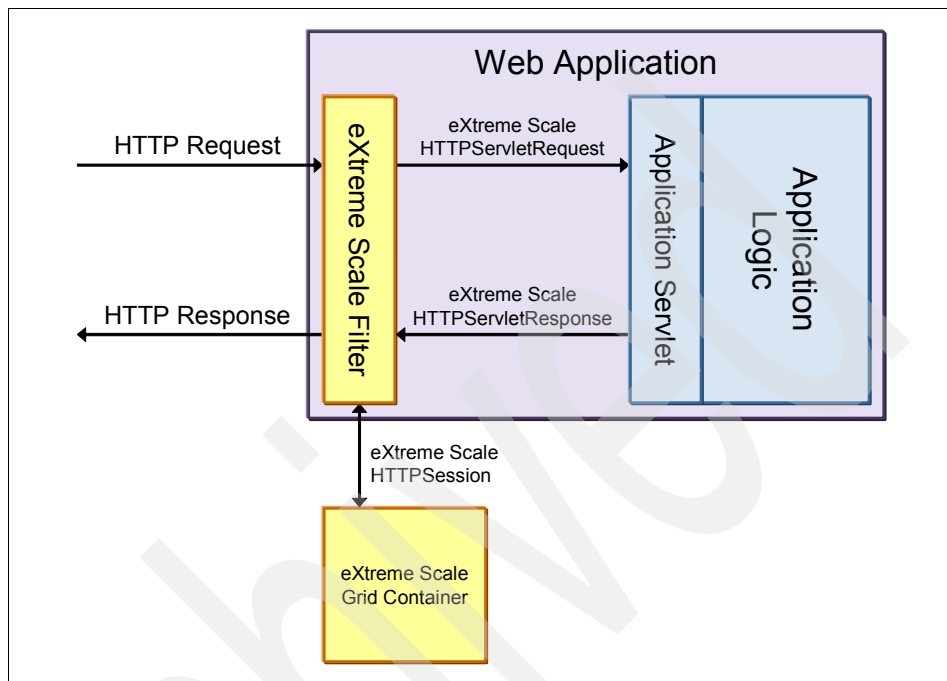 Web Application
HTTP Request
eXtreme Scale
HTTPServletRequest
eXtreme Scale Filter
Application Servlet
Application
Logic
HTTP Response
eXtreme Scale
HTTPServletResponse
eXtreme Scale
HTTPSession
eXtreme Scale
Grid Container